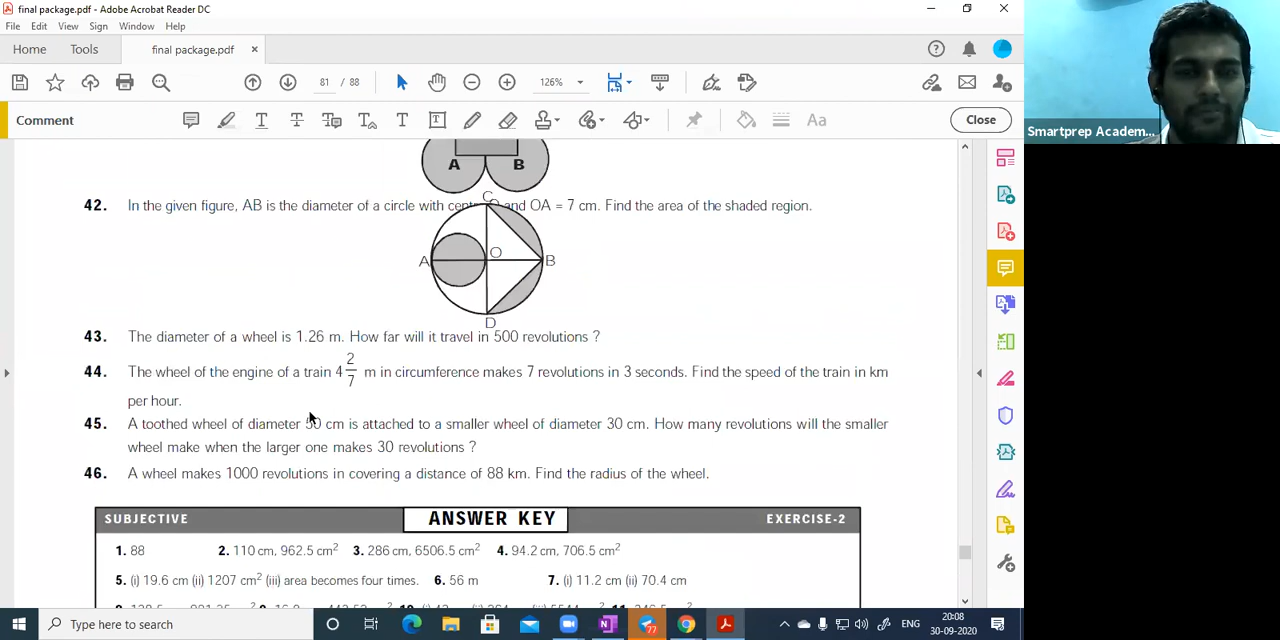 final package.pdf - Adobe Acrobat Reader DC
File Edit View Sign Window Help
Home Tools final package.pdf ×
81 / 88 126%
Comment Close
Aa
Smartprep Academ...
A B
42. In the given figure, AB is the diameter of a circle with and OA = 7 cm. Find the area of the shaded region.
C
A O B
D
43. The diameter of a wheel is 1.26 m. How far will it travel in 500 revolutions ?
44. The wheel of the engine of a train 4 2/7 m in circumference makes 7 revolutions in 3 seconds. Find the speed of the train in km
per hour.
45. A toothed wheel of diameter 50 cm is attached to a smaller wheel of diameter 30 cm. How many revolutions will the smaller
wheel make when the larger one makes 30 revolutions ?
46. A wheel makes 1000 revolutions in covering a distance of 88 km. Find the radius of the wheel.
SUBJECTIVE ANSWER KEY EXERCISE-2
1. 88 2. 110 cm, 962.5 cm² 3. 286 cm, 6506.5 cm² 4. 94.2 cm, 706.5 cm²
5. (i) 19.6 cm (ii) 1207 cm² (iii) area becomes four times. 6. 56 m 7. (i) 11.2 cm (ii) 70.4 cm
Type here to search
77
ENG
20:08
30-09-2020